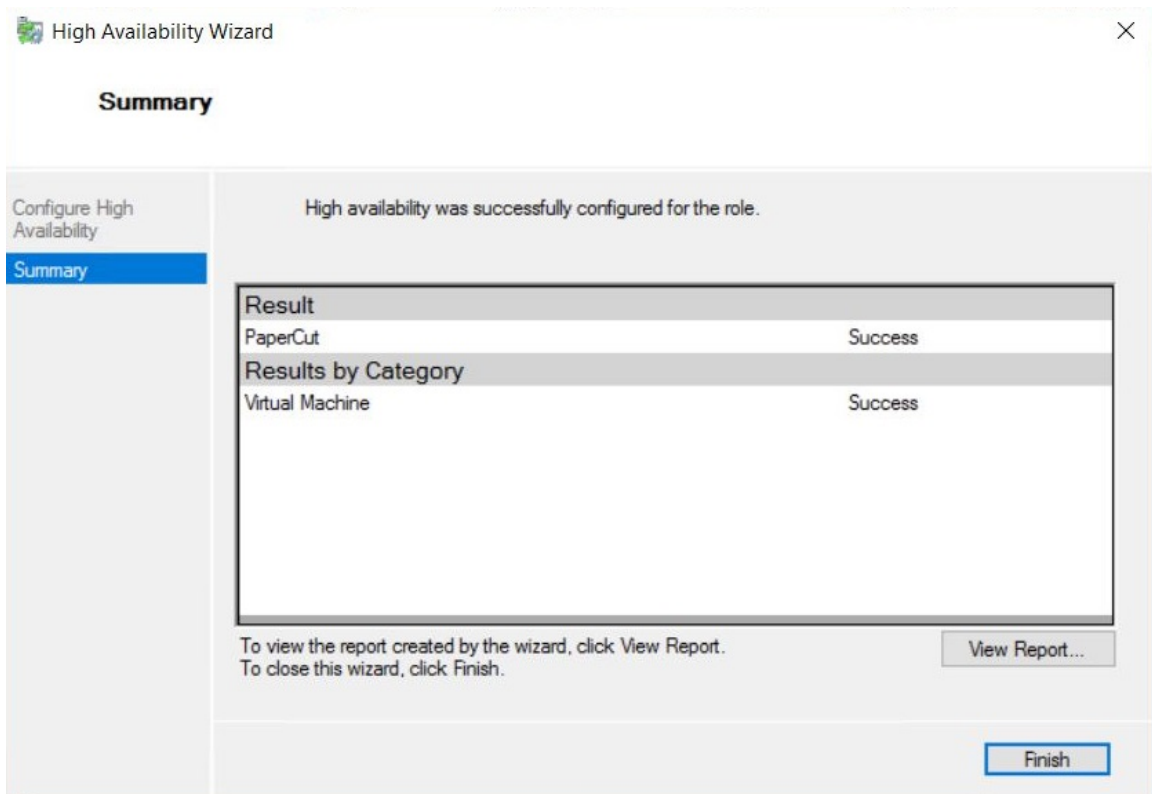 High Availability Wizard
Summary
Configure High
Availability
Summary
High availability was successfully configured for the role.
Result
PaperCut Success
Results by Category
Virtual Machine Success
To view the report created by the wizard, click View Report.
To close this wizard, click Finish.
View Report...
Finish